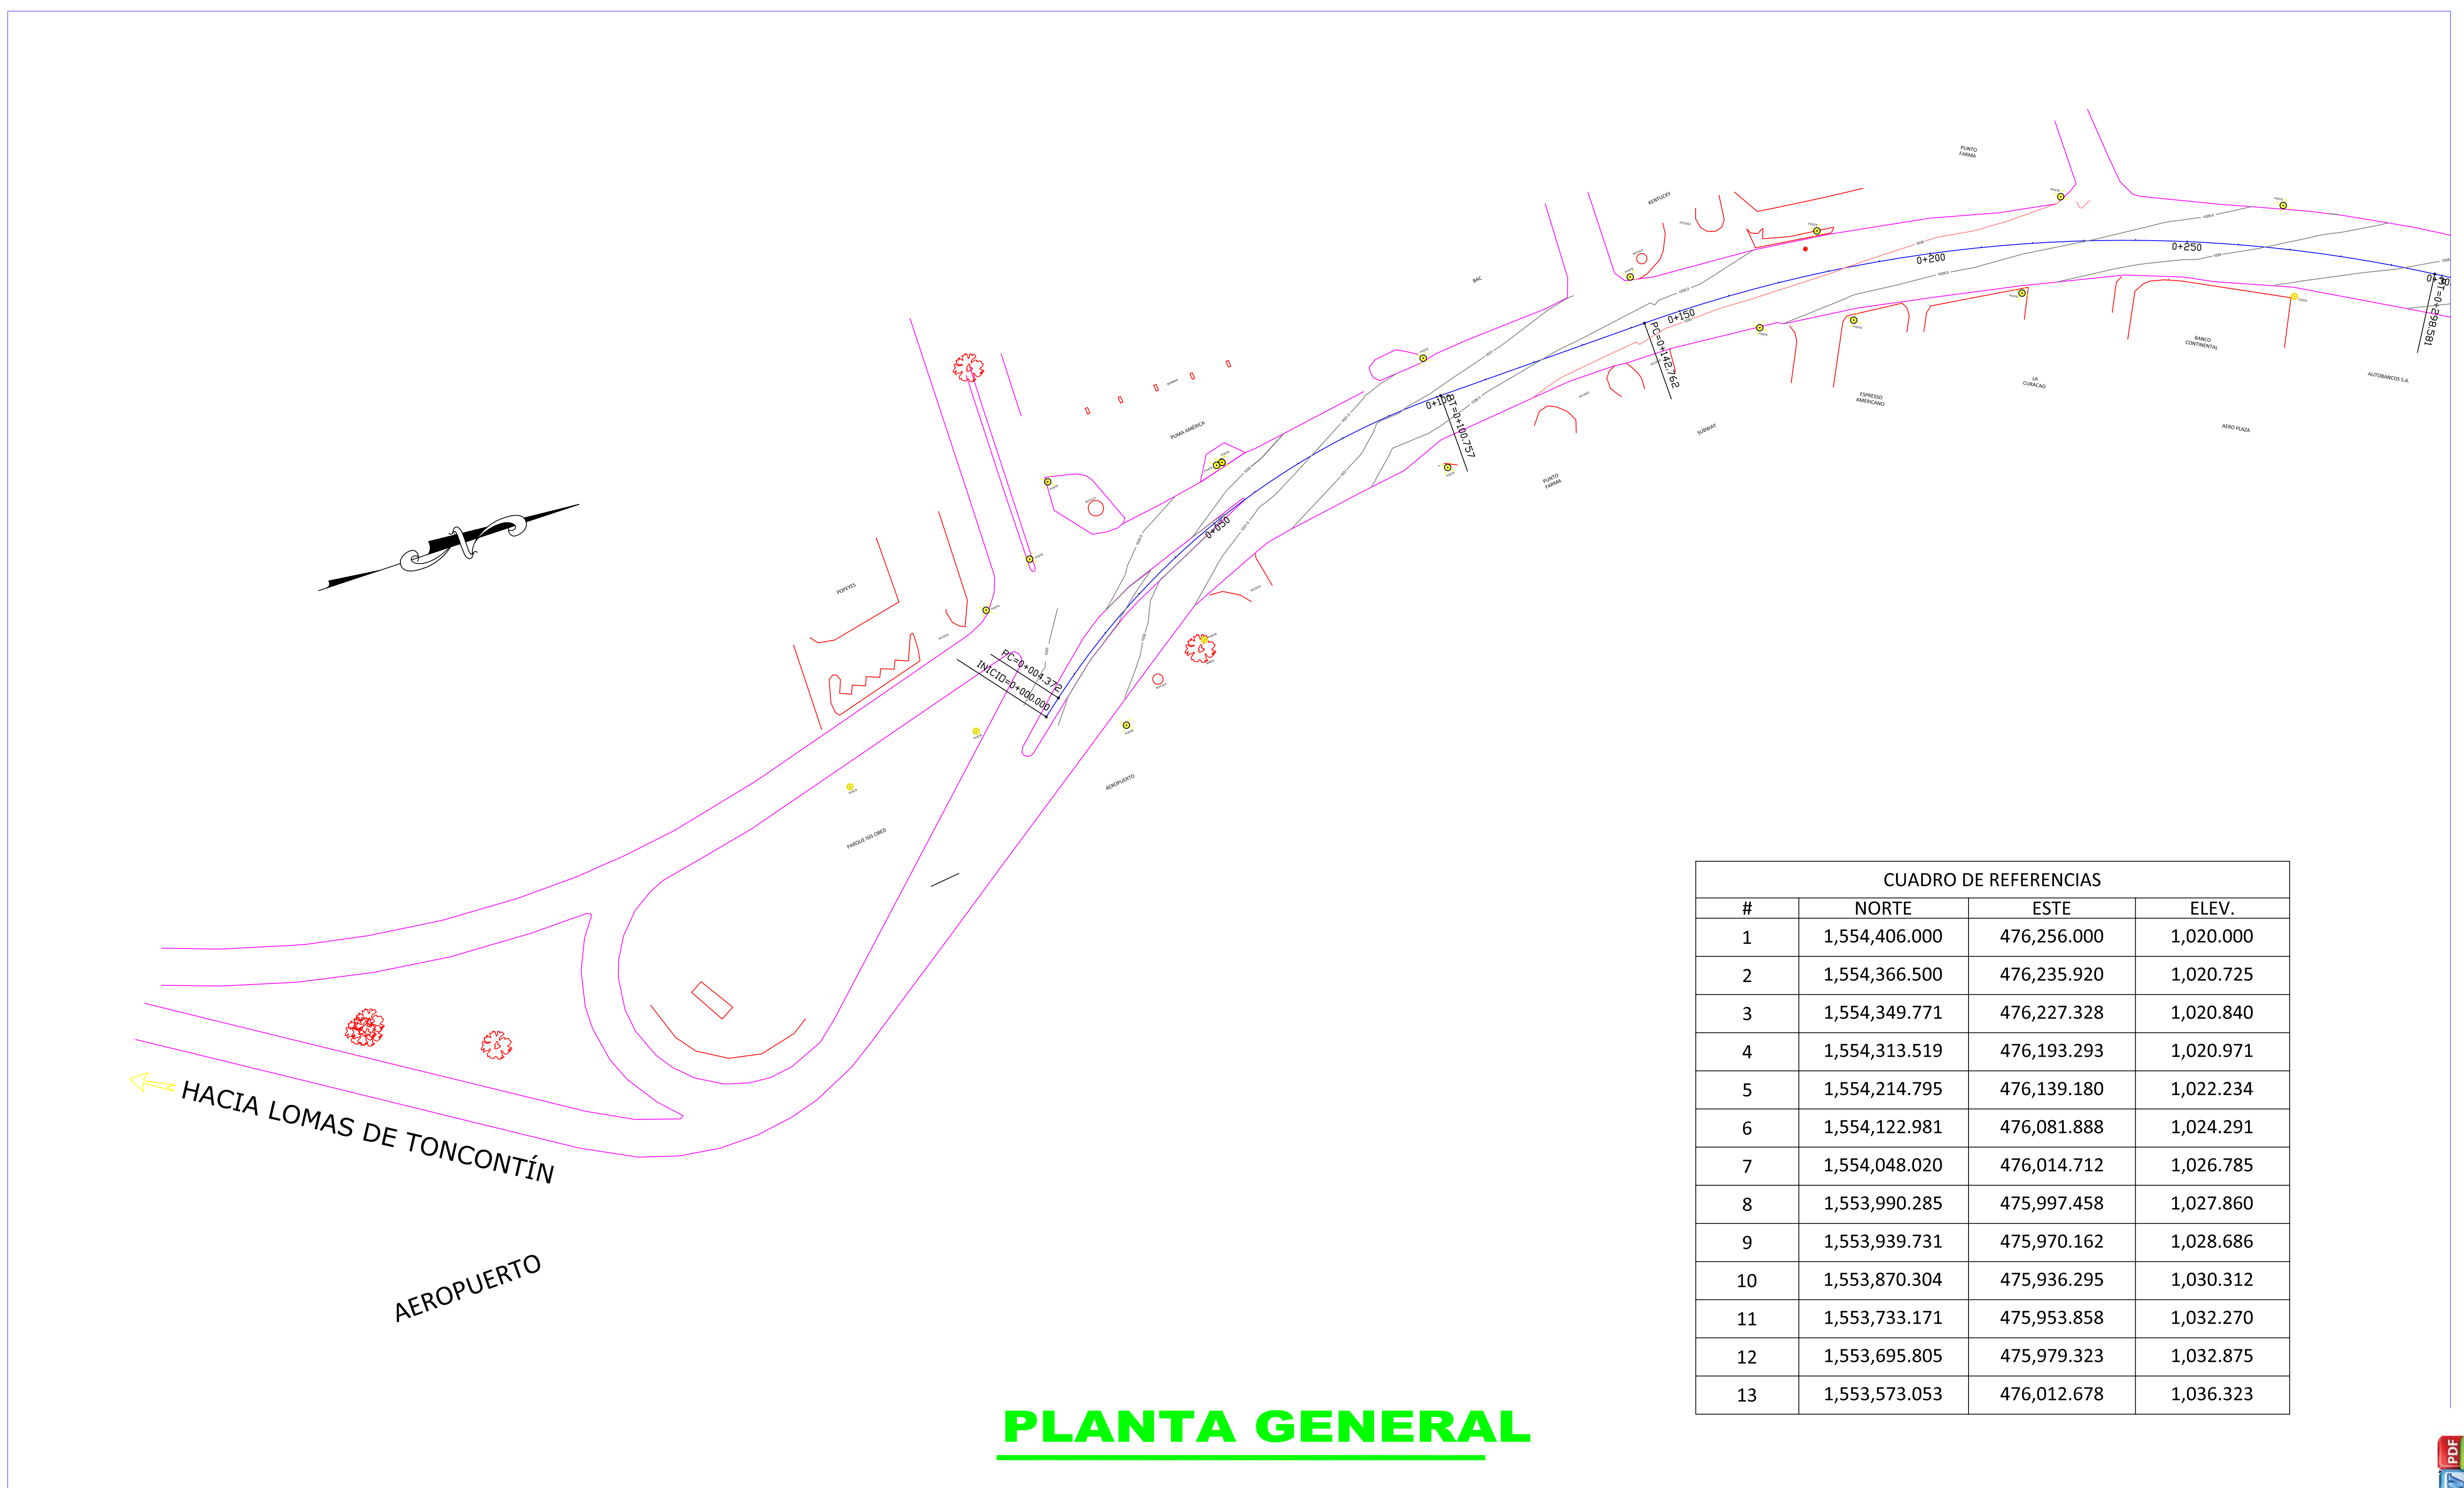 PUNTO
FARMA
KENTUCKY
BAC
0+250
0+200
0+150
PC=0+142.762
PT=0+298.581
BANCO
CONTINENTAL
AUTOBANCOS S.A.
LA
CURACAO
ESPRESSO
AMERICANO
AERO PLAZA
SUBWAY
0+100
PT=0+100.757
PUNTO
FARMA
PUMA AMÉRICA
0+050
POPEYES
PC=0+004.372
INICIO=0+000.000
AEROPUERTO
PARQUE ISIS OBED
HACIA LOMAS DE TONCONTÍN
AEROPUERTO
CUADRO DE REFERENCIAS
# NORTE ESTE ELEV.
1 1,554,406.000 476,256.000 1,020.000
2 1,554,366.500 476,235.920 1,020.725
3 1,554,349.771 476,227.328 1,020.840
4 1,554,313.519 476,193.293 1,020.971
5 1,554,214.795 476,139.180 1,022.234
6 1,554,122.981 476,081.888 1,024.291
7 1,554,048.020 476,014.712 1,026.785
8 1,553,990.285 475,997.458 1,027.860
9 1,553,939.731 475,970.162 1,028.686
10 1,553,870.304 475,936.295 1,030.312
11 1,553,733.171 475,953.858 1,032.270
12 1,553,695.805 475,979.323 1,032.875
13 1,553,573.053 476,012.678 1,036.323
PLANTA GENERAL
PDF